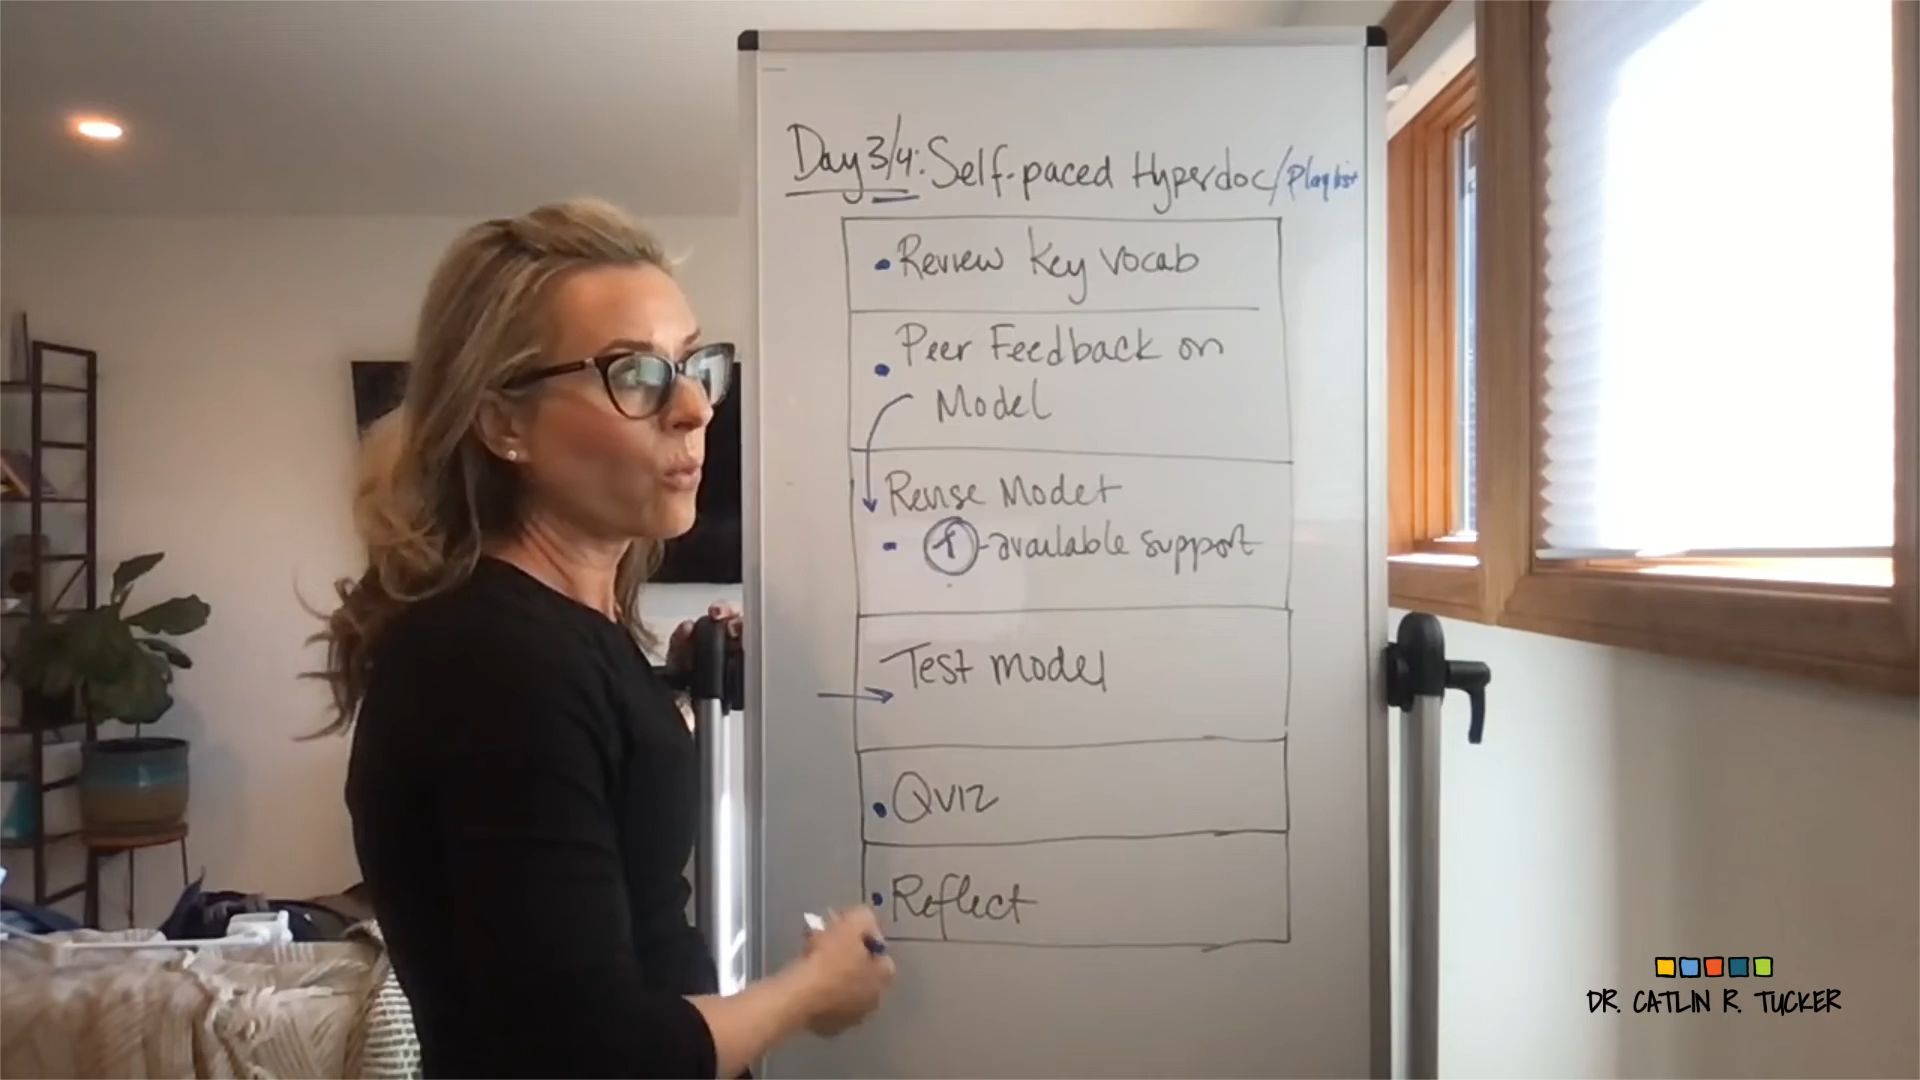 Day 3/4: Self-paced Hyperdoc/Playlist
• Review Key Vocab
• Peer Feedback on
Model
Revise Model
• T - available support
Test model
• Quiz
• Reflect
DR. CATLIN R. TUCKER